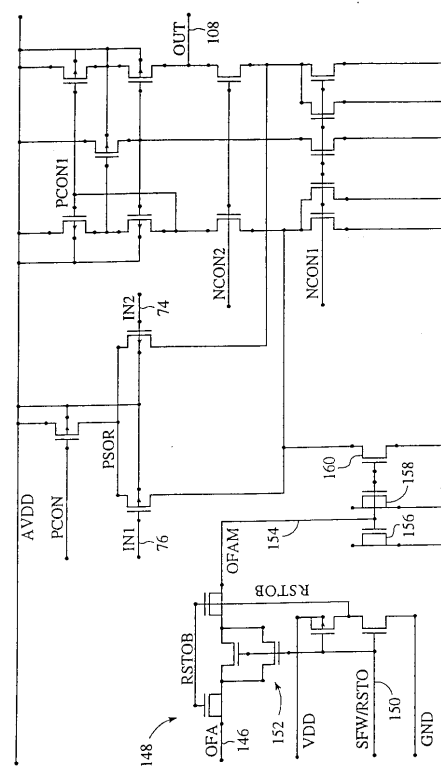 AVDD
OUT
108
PCON1
PCON
IN2
74
PSOR
IN1
76
NCON2
NCON1
160
158
156
154
OFAM
RSTOB
RSTOB
148
OFA
146
152
VDD
SFW/RSTO
150
GND